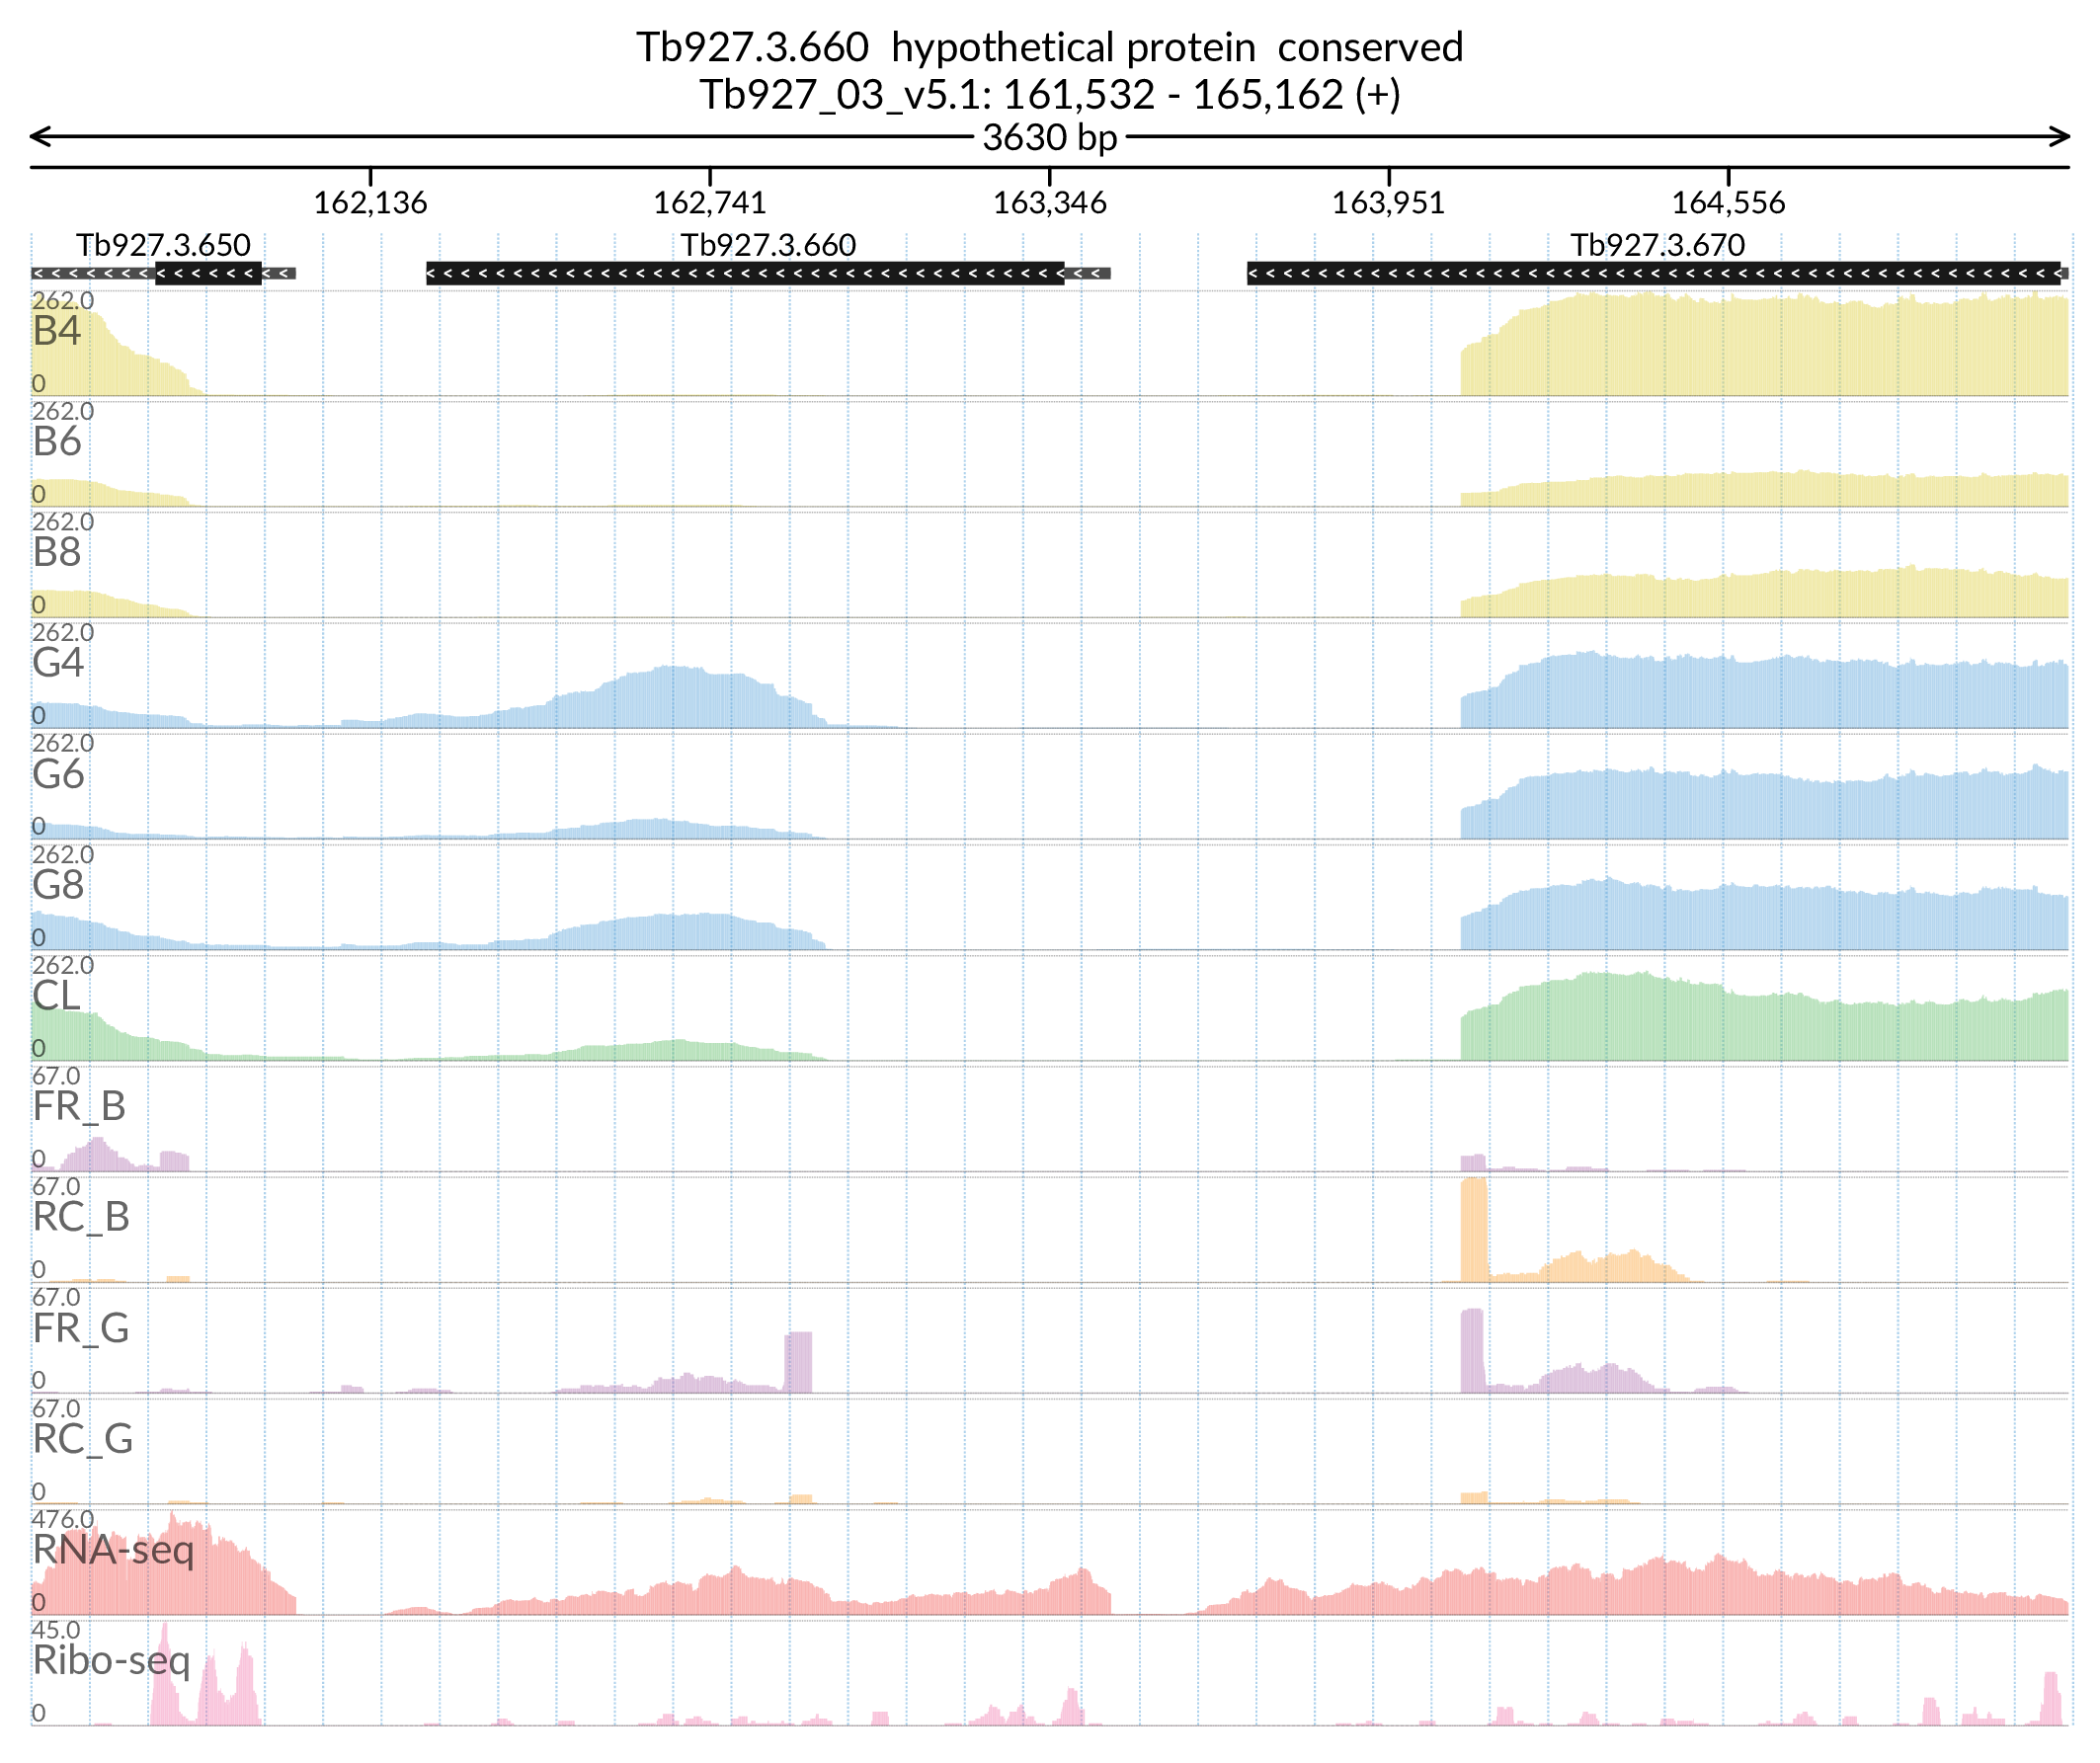 Tb927.3.660 hypothetical protein conserved
Tb927_03_v5.1: 161,532 - 165,162 (+)
3630 bp
162,136 162,741 163,346 163,951 164,556
Tb927.3.650 Tb927.3.660 Tb927.3.670
262.0
B4
0
262.0
B6
0
262.0
B8
0
262.0
G4
0
262.0
G6
0
262.0
G8
0
262.0
CL
0
67.0
FR_B
0
67.0
RC_B
0
67.0
FR_G
0
67.0
RC_G
0
476.0
RNA-seq
0
45.0
Ribo-seq
0